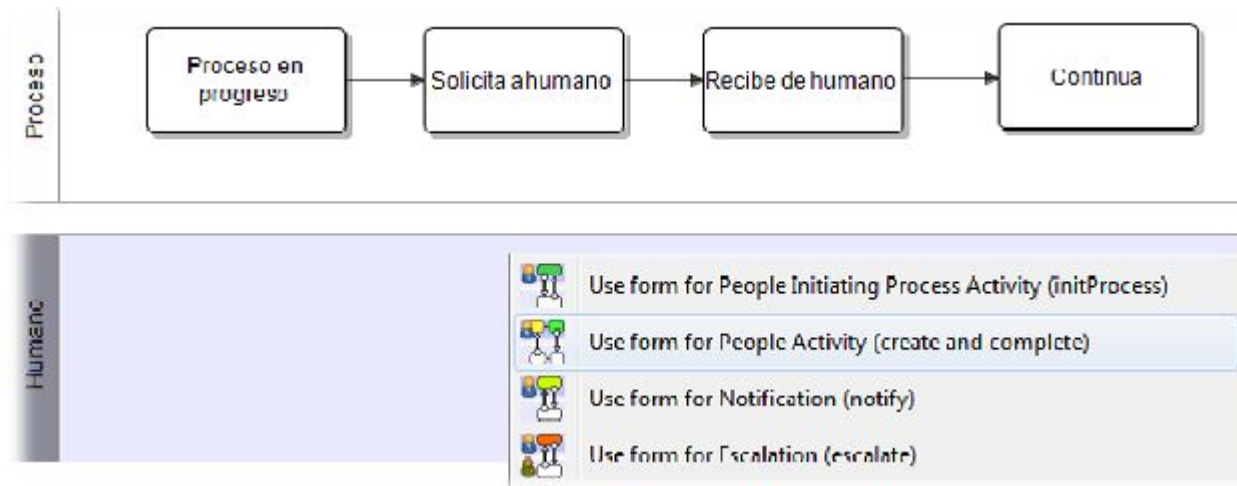 Proceso
Proceso en
progreso
Solicita ahumano
Recibe de humano
Continua
Humano
Use form for People Initiating Process Activity (initProcess)
Use form for People Activity (create and complete)
Use form for Notification (notify)
Use form for Escalation (escalate)